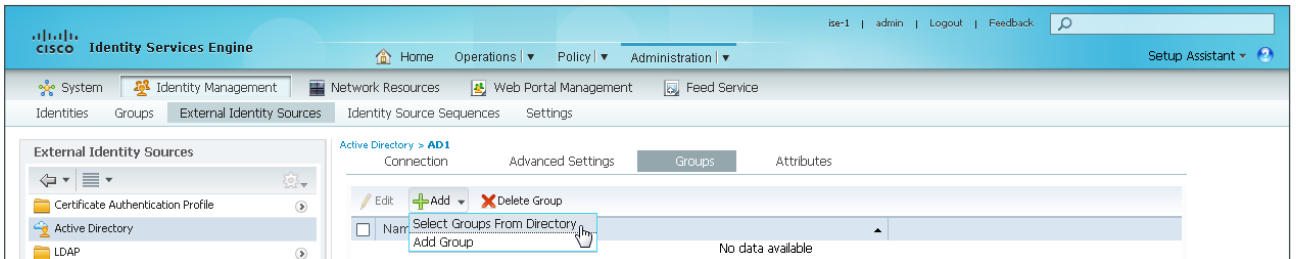 ise-1 | admin | Logout | Feedback
CISCO Identity Services Engine
Home Operations | Policy | Administration | Setup Assistant
System Identity Management Network Resources Web Portal Management Feed Service
Identities Groups External Identity Sources Identity Source Sequences Settings
External Identity Sources
Active Directory > AD1
Connection Advanced Settings Groups Attributes
Edit Add Delete Group
Certificate Authentication Profile
Select Groups From Directory
Active Directory
Nam
Add Group
No data available
LDAP